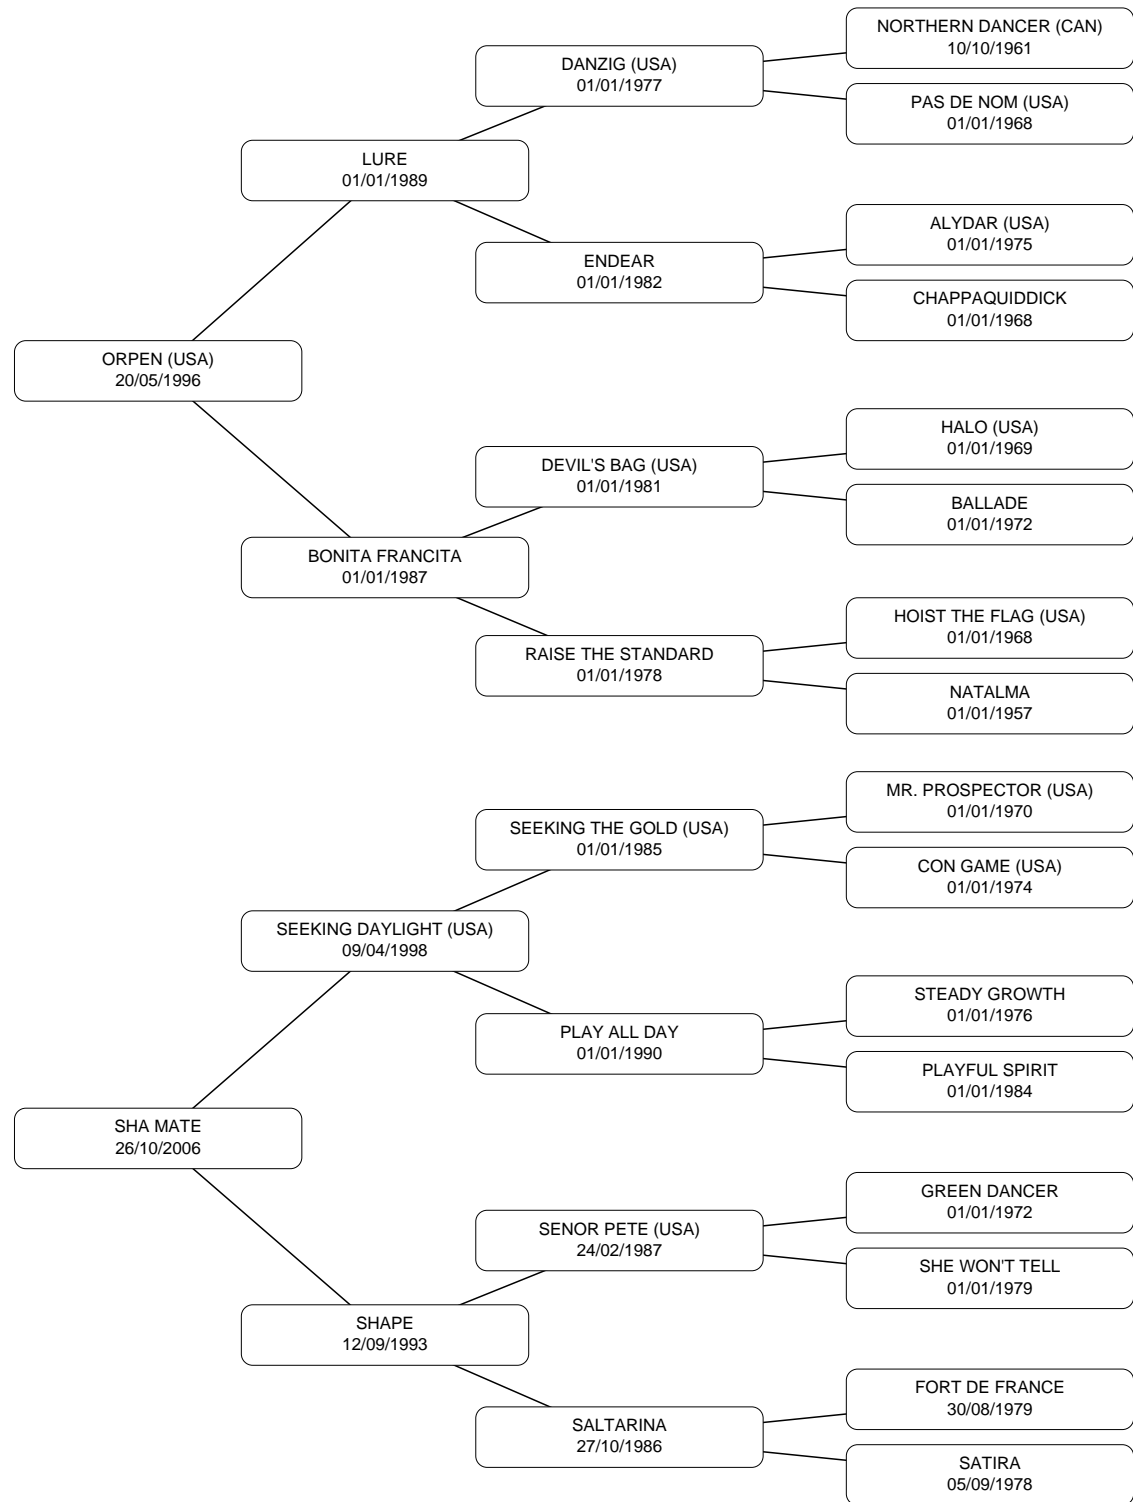 NORTHERN DANCER (CAN)
10/10/1961
DANZIG (USA)
01/01/1977
PAS DE NOM (USA)
01/01/1968
LURE
01/01/1989
ALYDAR (USA)
01/01/1975
ENDEAR
01/01/1982
CHAPPAQUIDDICK
01/01/1968
ORPEN (USA)
20/05/1996
HALO (USA)
01/01/1969
DEVIL'S BAG (USA)
01/01/1981
BALLADE
01/01/1972
BONITA FRANCITA
01/01/1987
HOIST THE FLAG (USA)
01/01/1968
RAISE THE STANDARD
01/01/1978
NATALMA
01/01/1957
MR. PROSPECTOR (USA)
01/01/1970
SEEKING THE GOLD (USA)
01/01/1985
CON GAME (USA)
01/01/1974
SEEKING DAYLIGHT (USA)
09/04/1998
STEADY GROWTH
01/01/1976
PLAY ALL DAY
01/01/1990
PLAYFUL SPIRIT
01/01/1984
SHA MATE
26/10/2006
GREEN DANCER
01/01/1972
SENOR PETE (USA)
24/02/1987
SHE WON'T TELL
01/01/1979
SHAPE
12/09/1993
FORT DE FRANCE
30/08/1979
SALTARINA
27/10/1986
SATIRA
05/09/1978